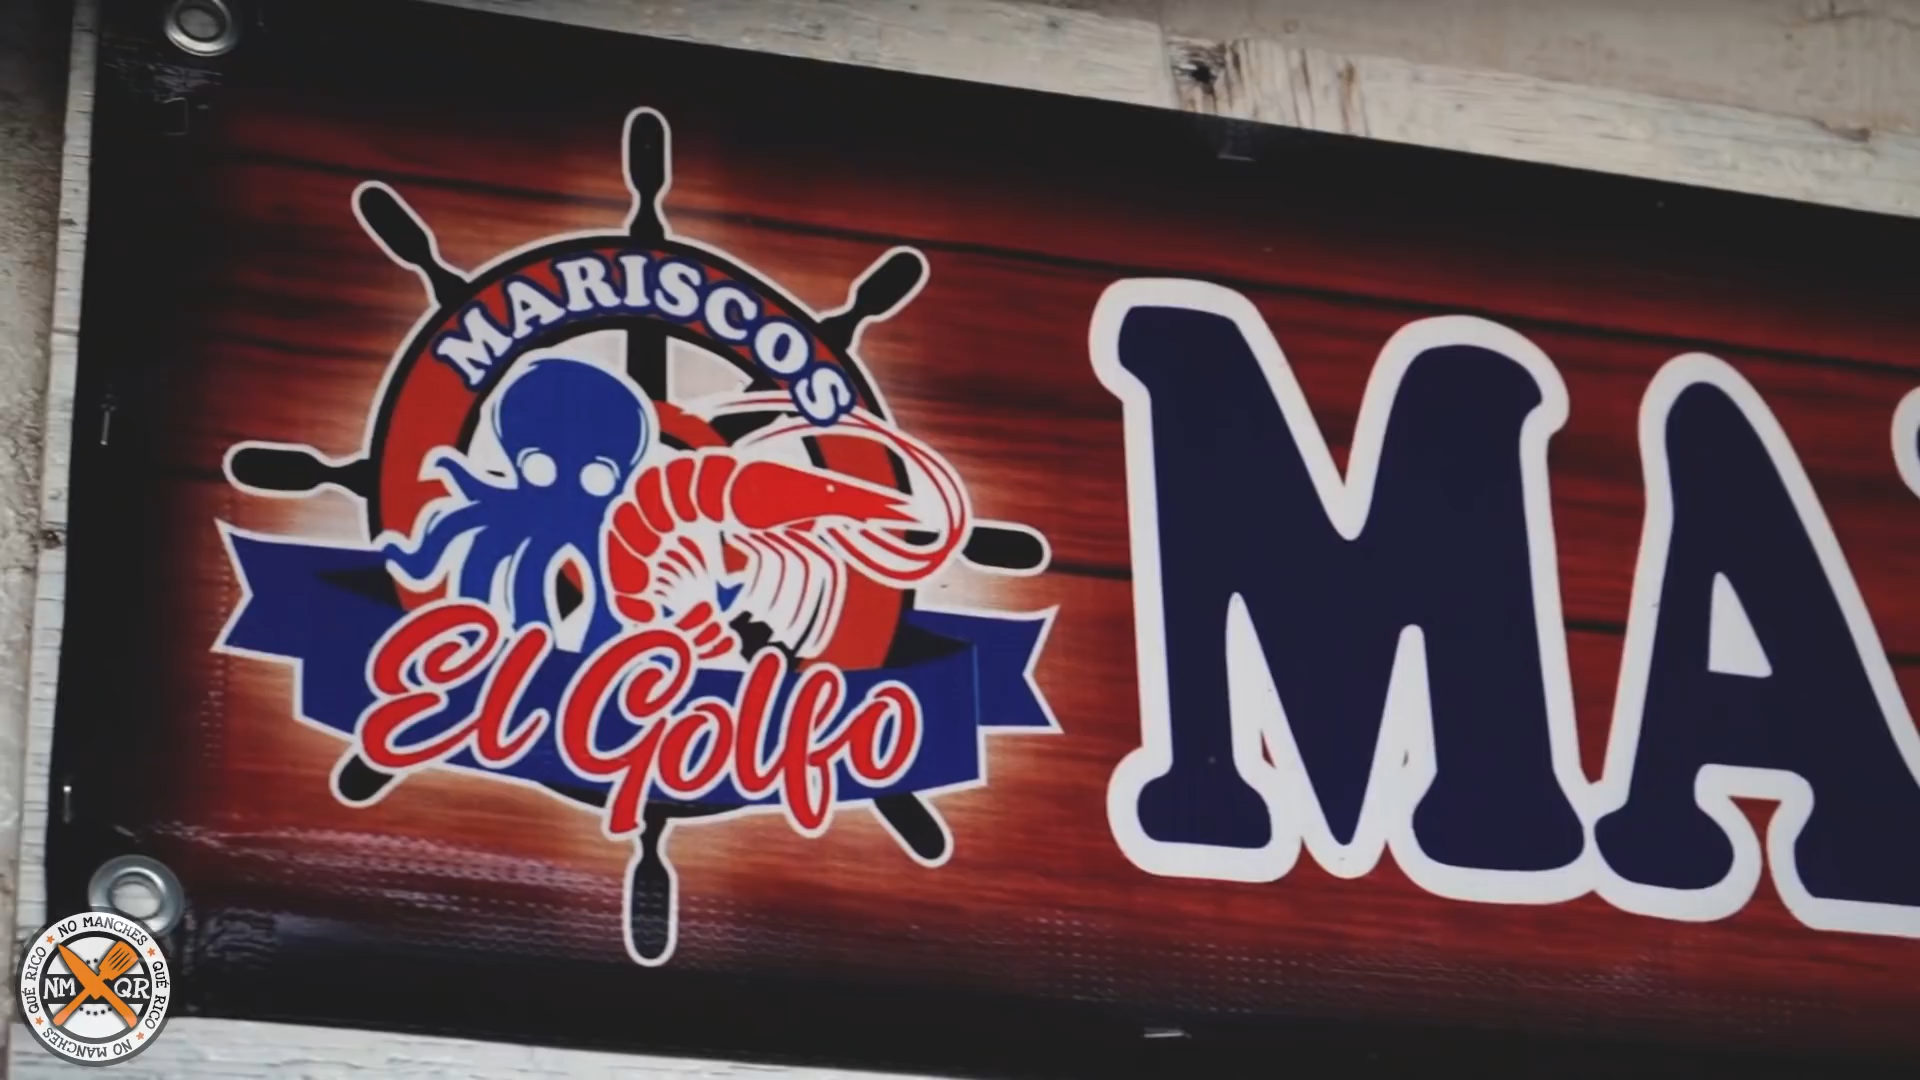 MARISCOS
El Golfo
MA
NO MANCHES
QUÉ RICO
NO MANCHES
QUÉ RICO
NM QR